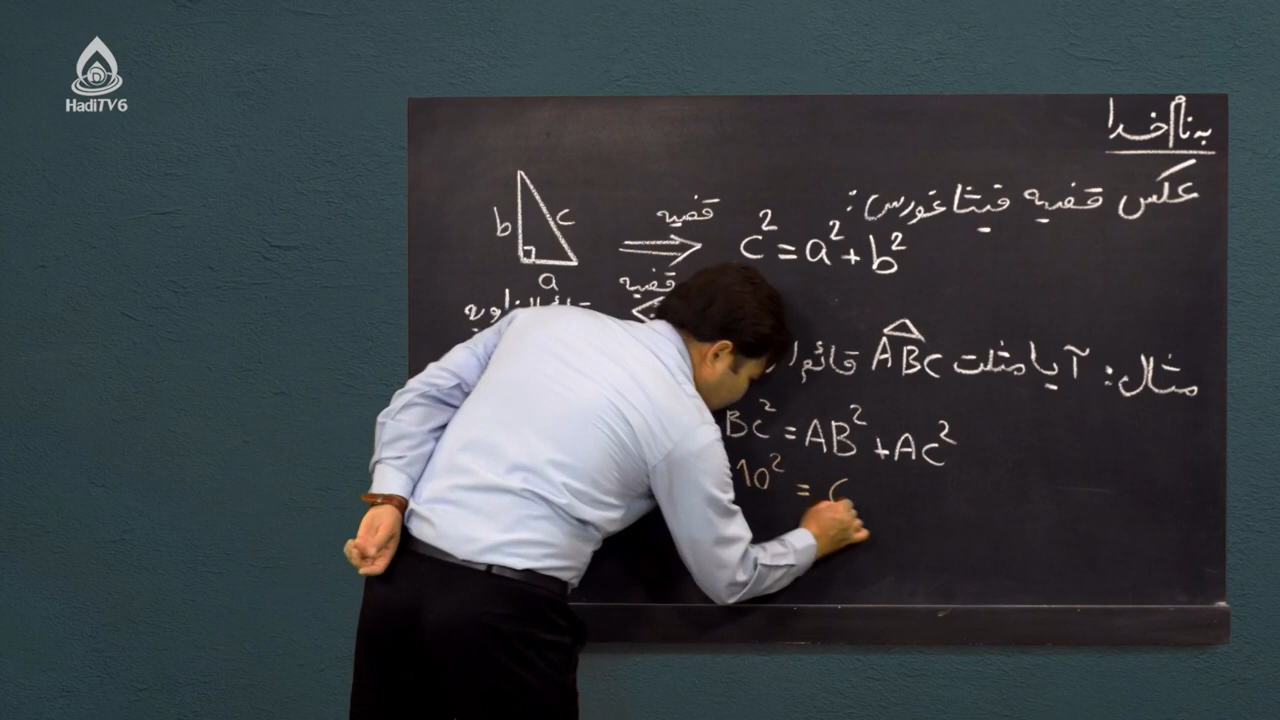 HadiTV6
به نام خدا
عکس قضیه فیثاغورس:
b
c
a
قضیه
c² = a² + b²
قضیه
مثال: آیا مثلث ABC
BC² = AB² + AC²
10² =